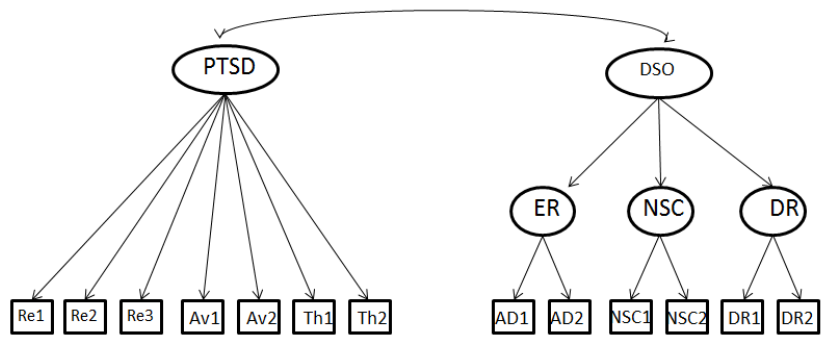 PTSD DSO
ER NSC DR
Re1 Re2 Re3 Av1 Av2 Th1 Th2 AD1 AD2 NSC1 NSC2 DR1 DR2